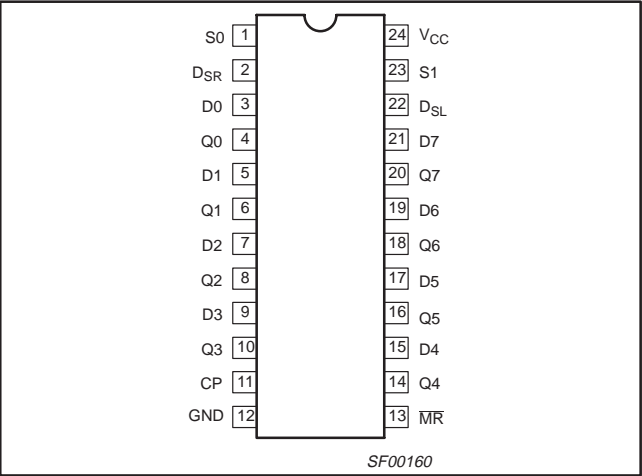 S0 1 24 VCC
DSR 2 23 S1
D0 3 22 DSL
Q0 4 21 D7
D1 5 20 Q7
Q1 6 19 D6
D2 7 18 Q6
Q2 8 17 D5
D3 9 16 Q5
Q3 10 15 D4
CP 11 14 Q4
GND 12 13 M̅R̅
SF00160